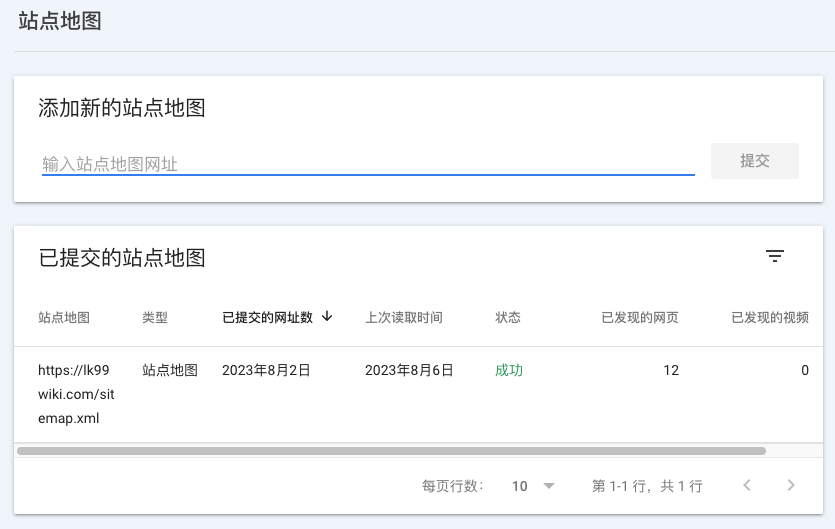 站点地图
添加新的站点地图
输入站点地图网址
提交
已提交的站点地图
站点地图 类型 已提交的网址数 上次读取时间 状态 已发现的网页 已发现的视频
https://lk99 站点地图 2023年8月2日 2023年8月6日 成功 12 0
wiki.com/sit
emap.xml
每页行数: 10 第 1-1 行，共 1 行